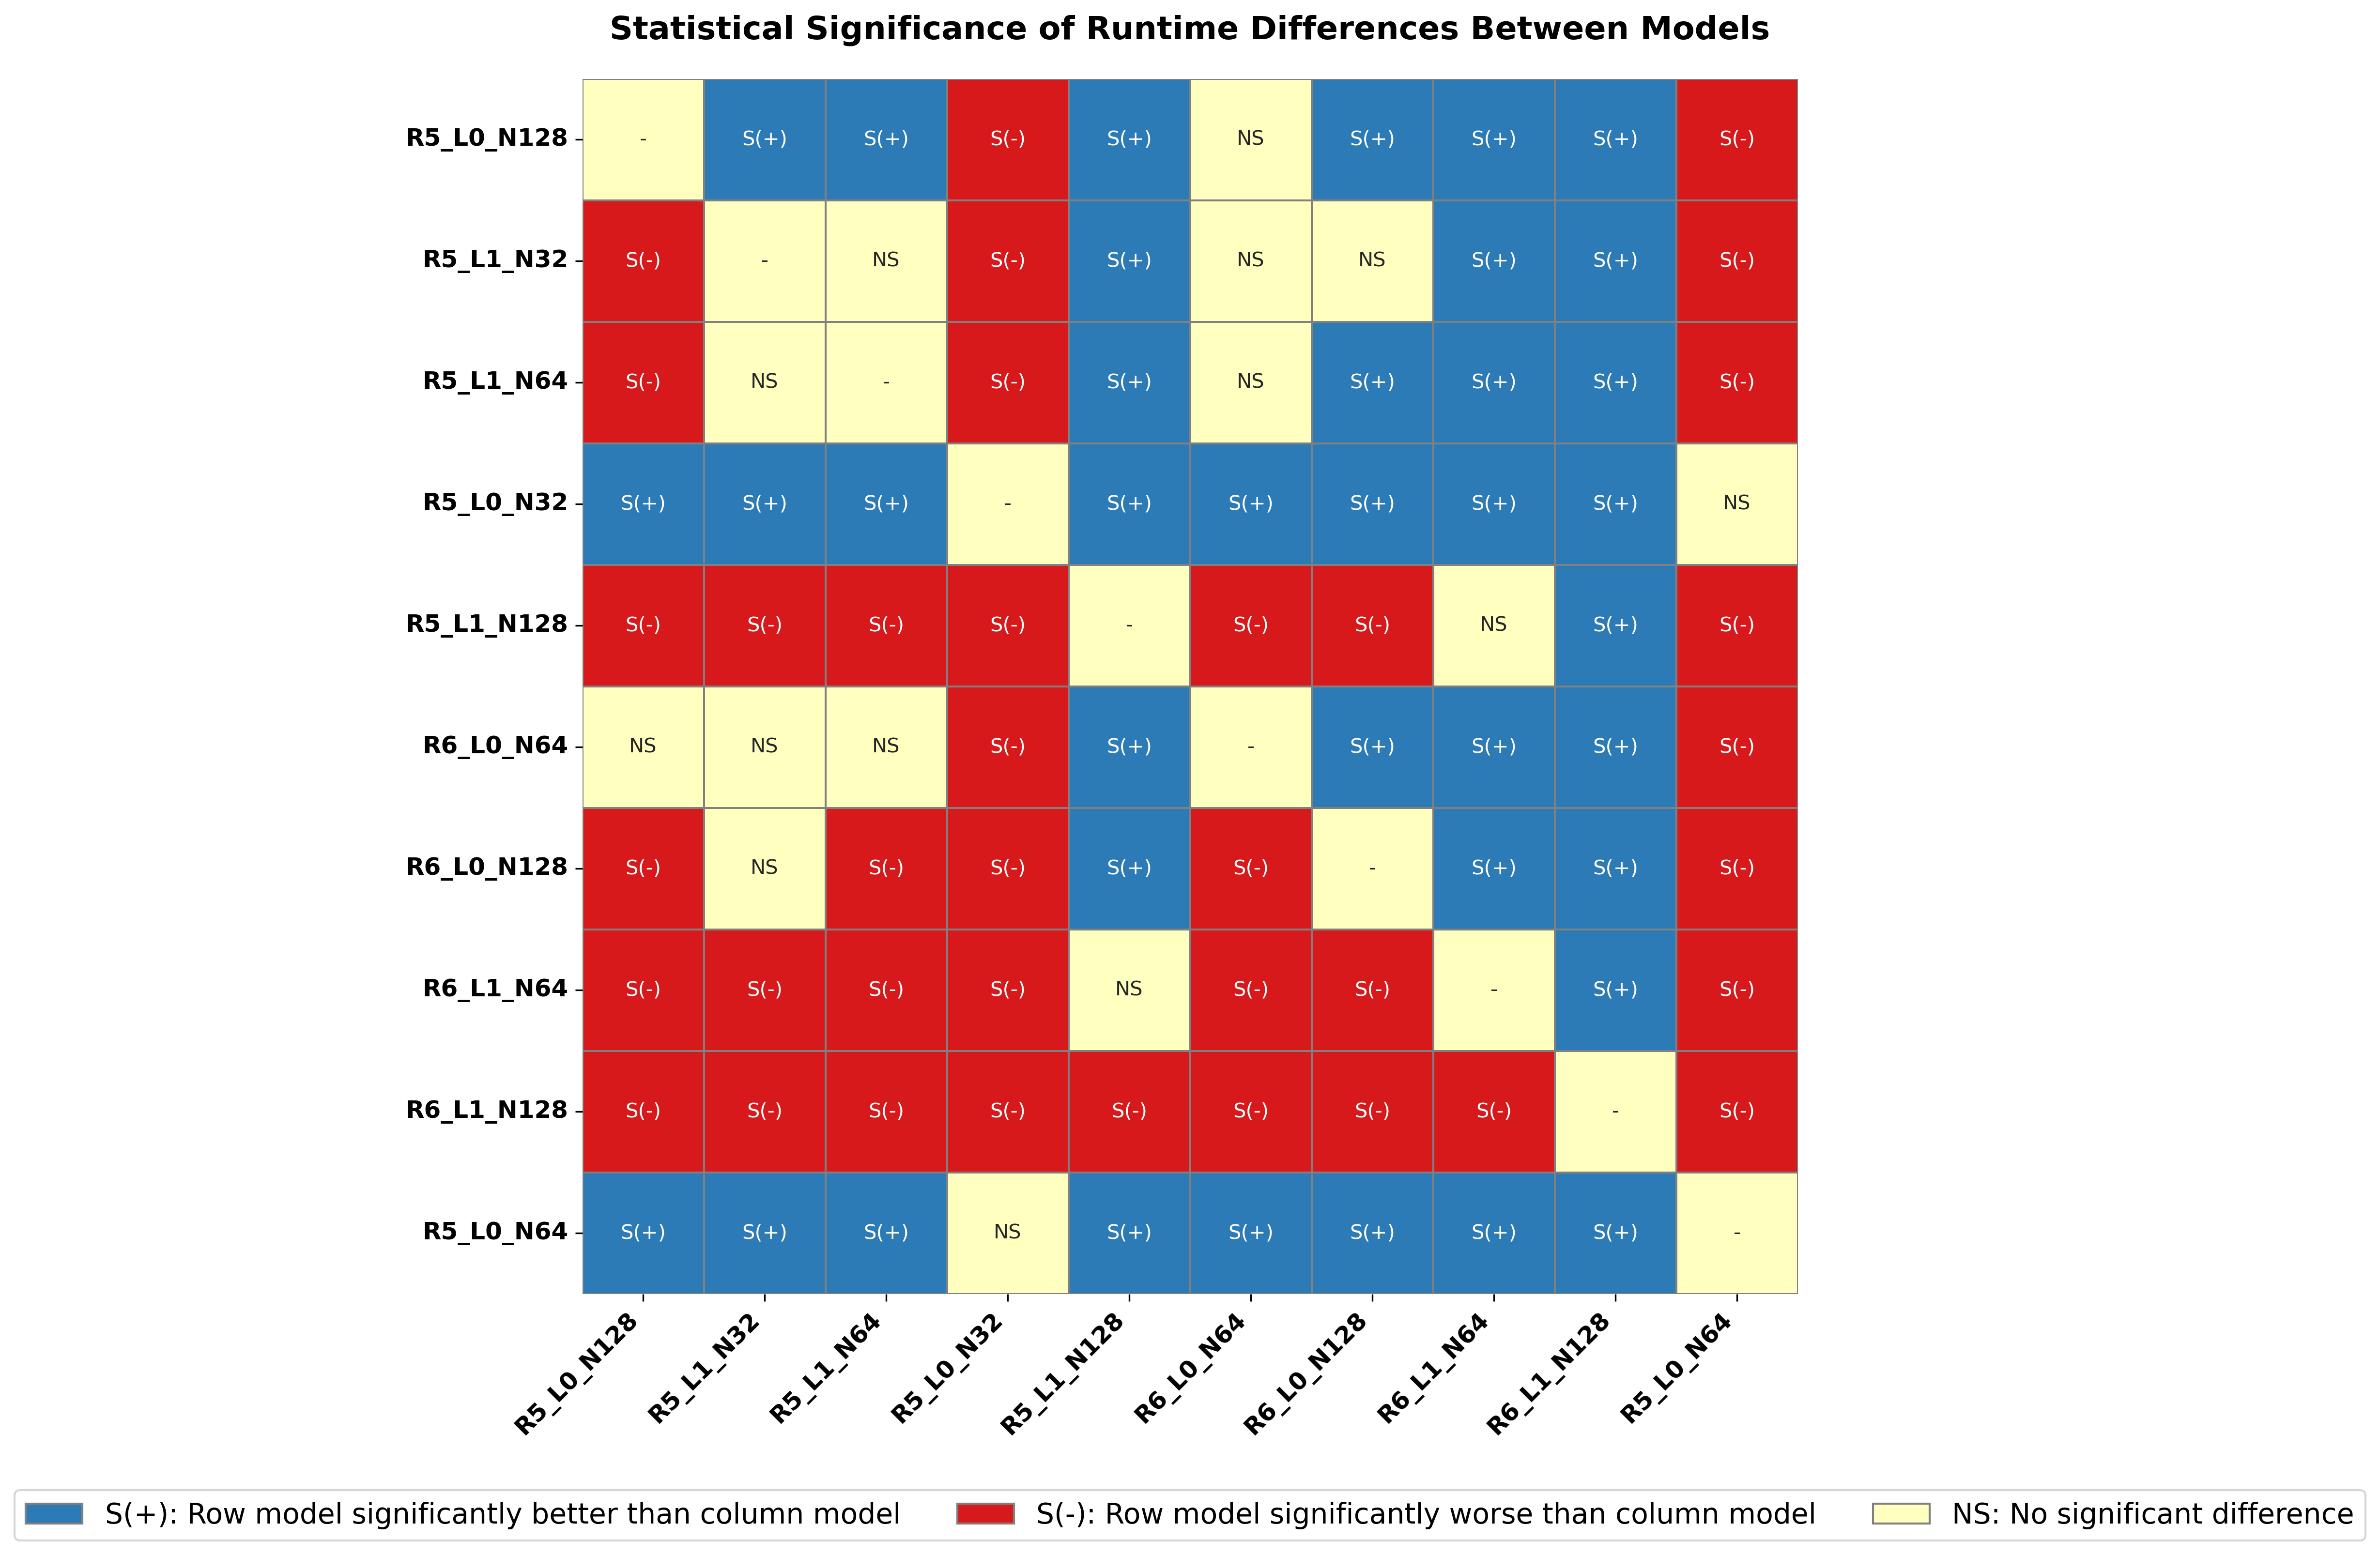 Statistical Significance of Runtime Differences Between Models
R5_L0_N128 - S(+) S(+) S(-) S(+) NS S(+) S(+) S(+) S(-)
R5_L1_N32 S(-) - NS S(-) S(+) NS NS S(+) S(+) S(-)
R5_L1_N64 S(-) NS - S(-) S(+) NS S(+) S(+) S(+) S(-)
R5_L0_N32 S(+) S(+) S(+) - S(+) S(+) S(+) S(+) S(+) NS
R5_L1_N128 S(-) S(-) S(-) S(-) - S(-) S(-) NS S(+) S(-)
R6_L0_N64 NS NS NS S(-) S(+) - S(+) S(+) S(+) S(-)
R6_L0_N128 S(-) NS S(-) S(-) S(+) S(-) - S(+) S(+) S(-)
R6_L1_N64 S(-) S(-) S(-) S(-) NS S(-) S(-) - S(+) S(-)
R6_L1_N128 S(-) S(-) S(-) S(-) S(-) S(-) S(-) S(-) - S(-)
R5_L0_N64 S(+) S(+) S(+) NS S(+) S(+) S(+) S(+) S(+) -
R5_L0_N128 R5_L1_N32 R5_L1_N64 R5_L0_N32 R5_L1_N128 R6_L0_N64 R6_L0_N128 R6_L1_N64 R6_L1_N128 R5_L0_N64
S(+): Row model significantly better than column model S(-): Row model significantly worse than column model NS: No significant difference